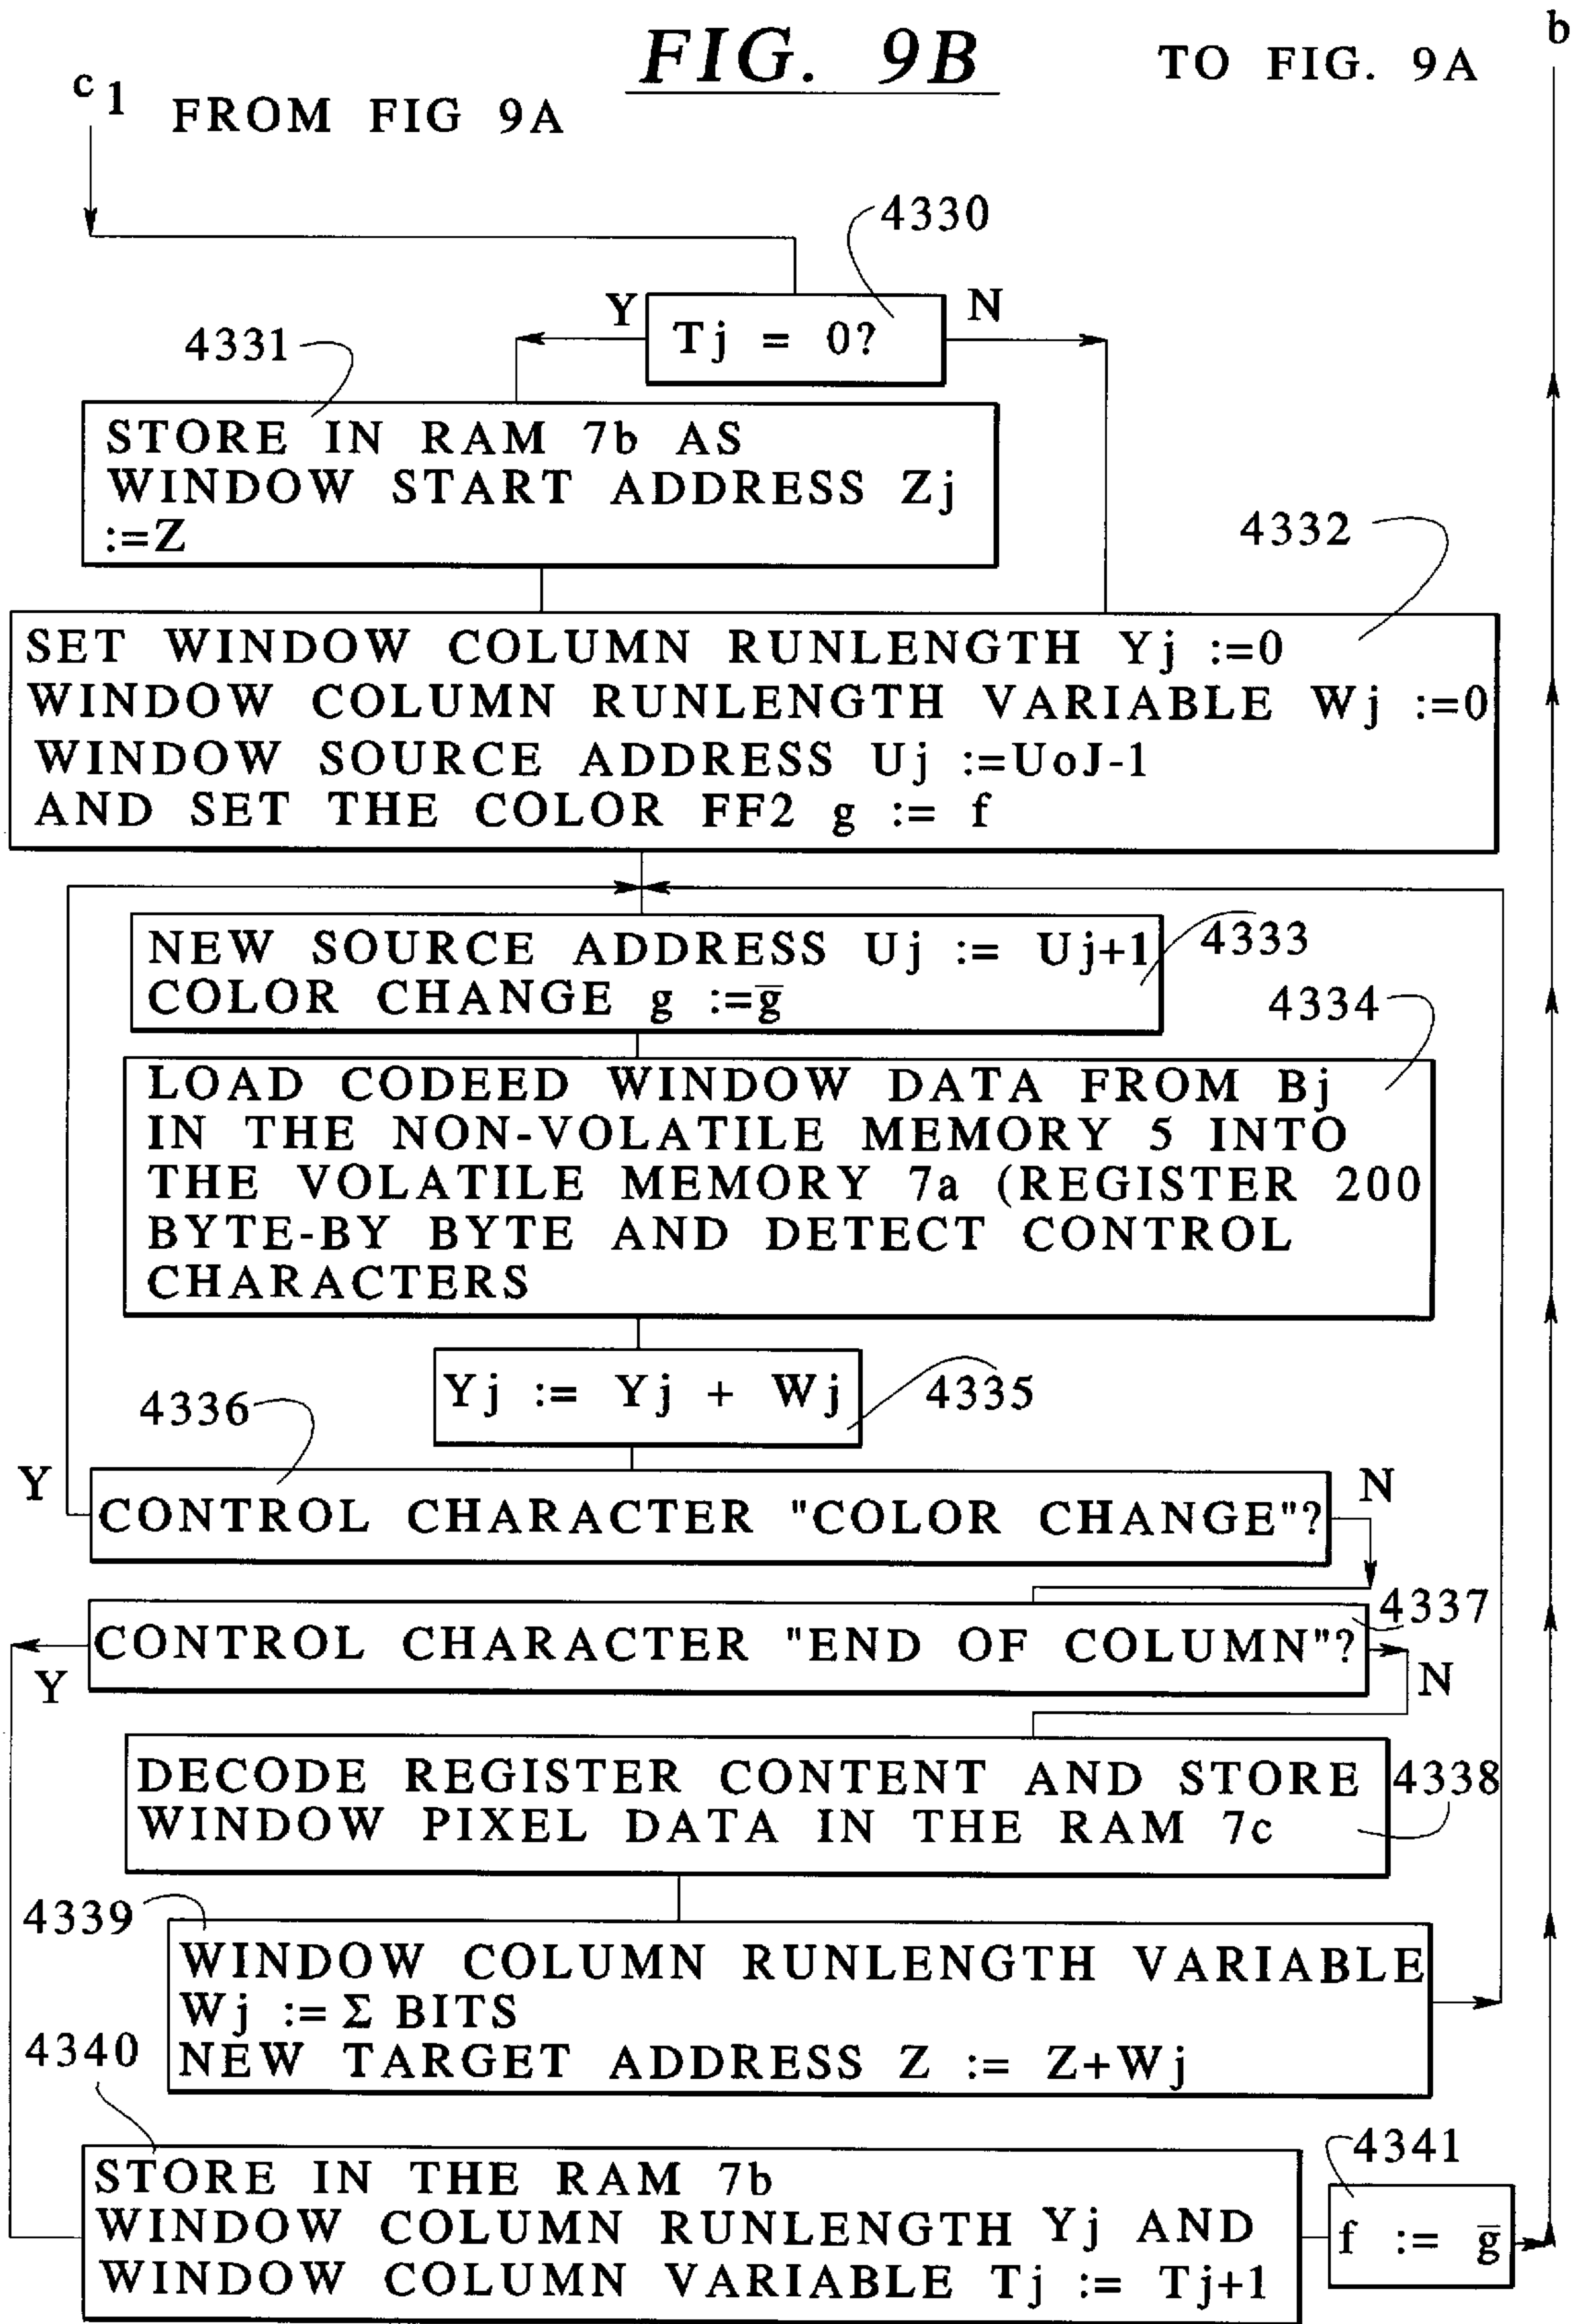 FIG. 9B
TO FIG. 9A
b
c 1 FROM FIG 9A
4330
Y
Tj = 0?
N
4331
STORE IN RAM 7b AS
WINDOW START ADDRESS Zj
:=Z
4332
SET WINDOW COLUMN RUNLENGTH Yj :=0
WINDOW COLUMN RUNLENGTH VARIABLE Wj :=0
WINDOW SOURCE ADDRESS Uj :=UoJ-1
AND SET THE COLOR FF2 g := f
NEW SOURCE ADDRESS Uj := Uj+1
COLOR CHANGE g :=g̅
4333
4334
LOAD CODEED WINDOW DATA FROM Bj
IN THE NON-VOLATILE MEMORY 5 INTO
THE VOLATILE MEMORY 7a (REGISTER 200
BYTE-BY BYTE AND DETECT CONTROL
CHARACTERS
Yj := Yj + Wj
4335
4336
Y
CONTROL CHARACTER "COLOR CHANGE"?
N
4337
CONTROL CHARACTER "END OF COLUMN"?
Y
N
DECODE REGISTER CONTENT AND STORE
WINDOW PIXEL DATA IN THE RAM 7c
4338
4339
WINDOW COLUMN RUNLENGTH VARIABLE
Wj := Σ BITS
NEW TARGET ADDRESS Z := Z+Wj
4340
STORE IN THE RAM 7b
WINDOW COLUMN RUNLENGTH Yj AND
WINDOW COLUMN VARIABLE Tj := Tj+1
4341
f := g̅